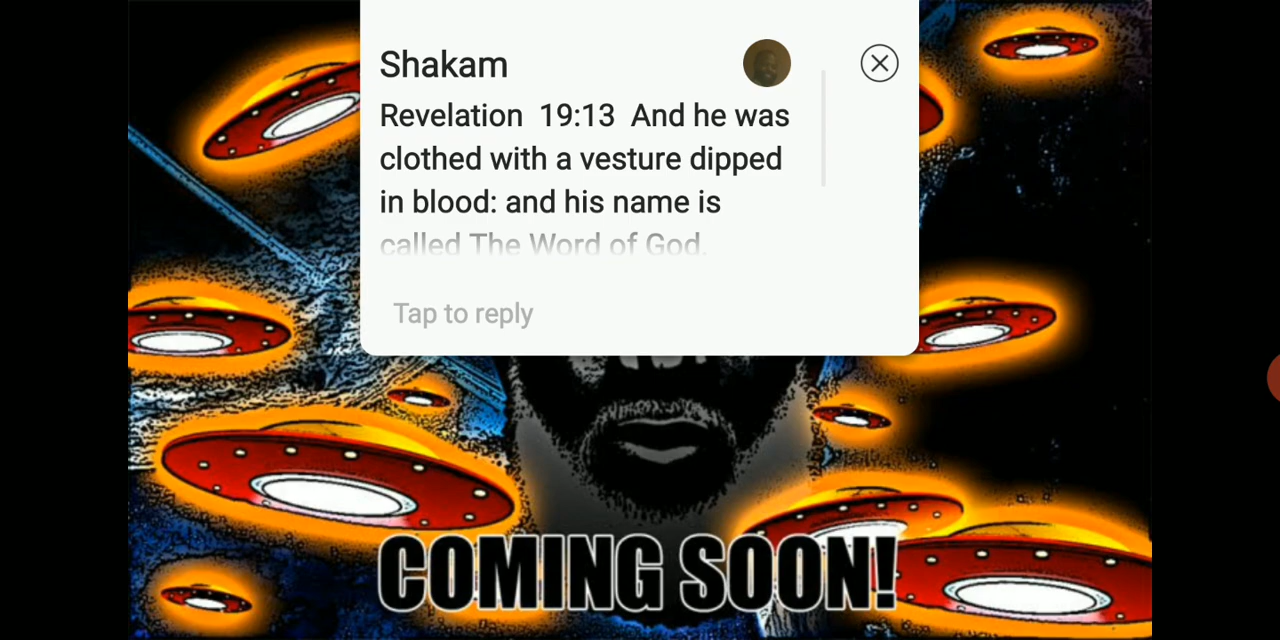 Shakam
Revelation  19:13  And he was
clothed with a vesture dipped
in blood: and his name is
called The Word of God.
Tap to reply
COMING SOON!